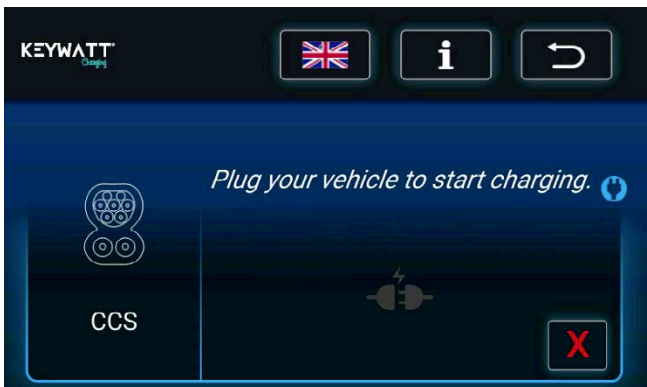 KEYWATT
Charging
i
Plug your vehicle to start charging.
CCS
X